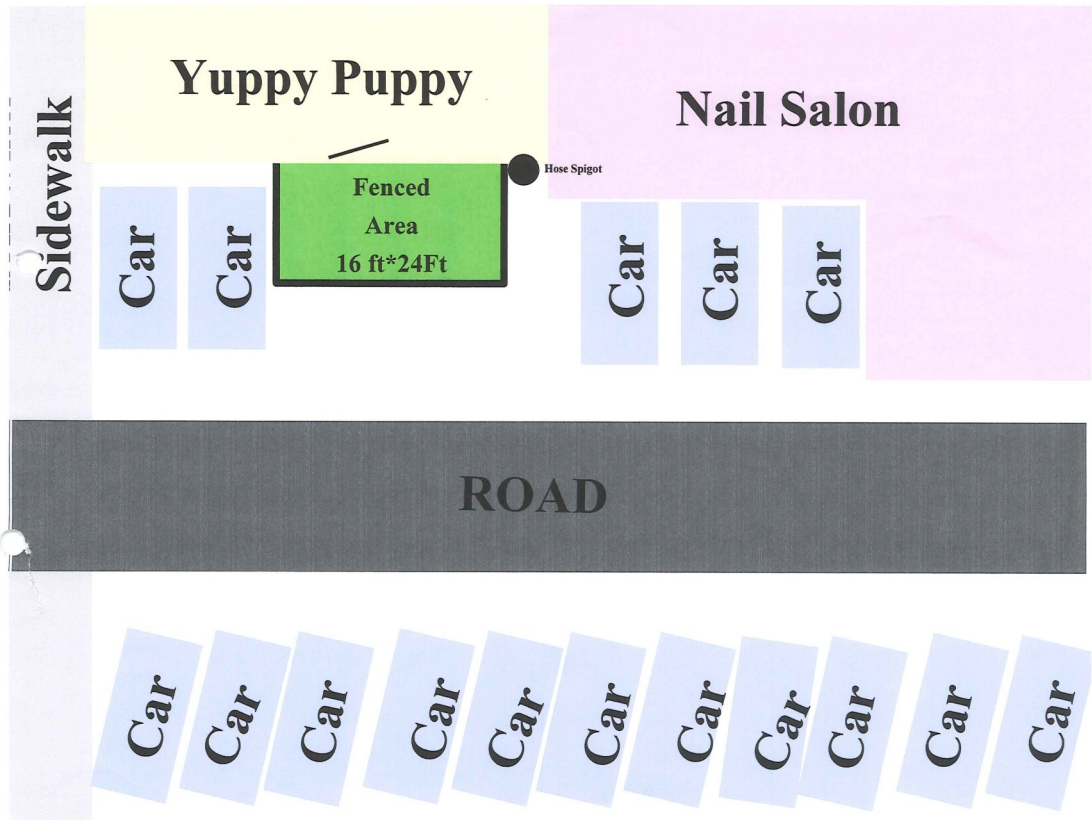 Yuppy Puppy
Nail Salon
Sidewalk
Hose Spigot
Fenced
Area
16 ft*24Ft
Car
Car
Car
Car
Car
ROAD
Car
Car
Car
Car
Car
Car
Car
Car
Car
Car
Car